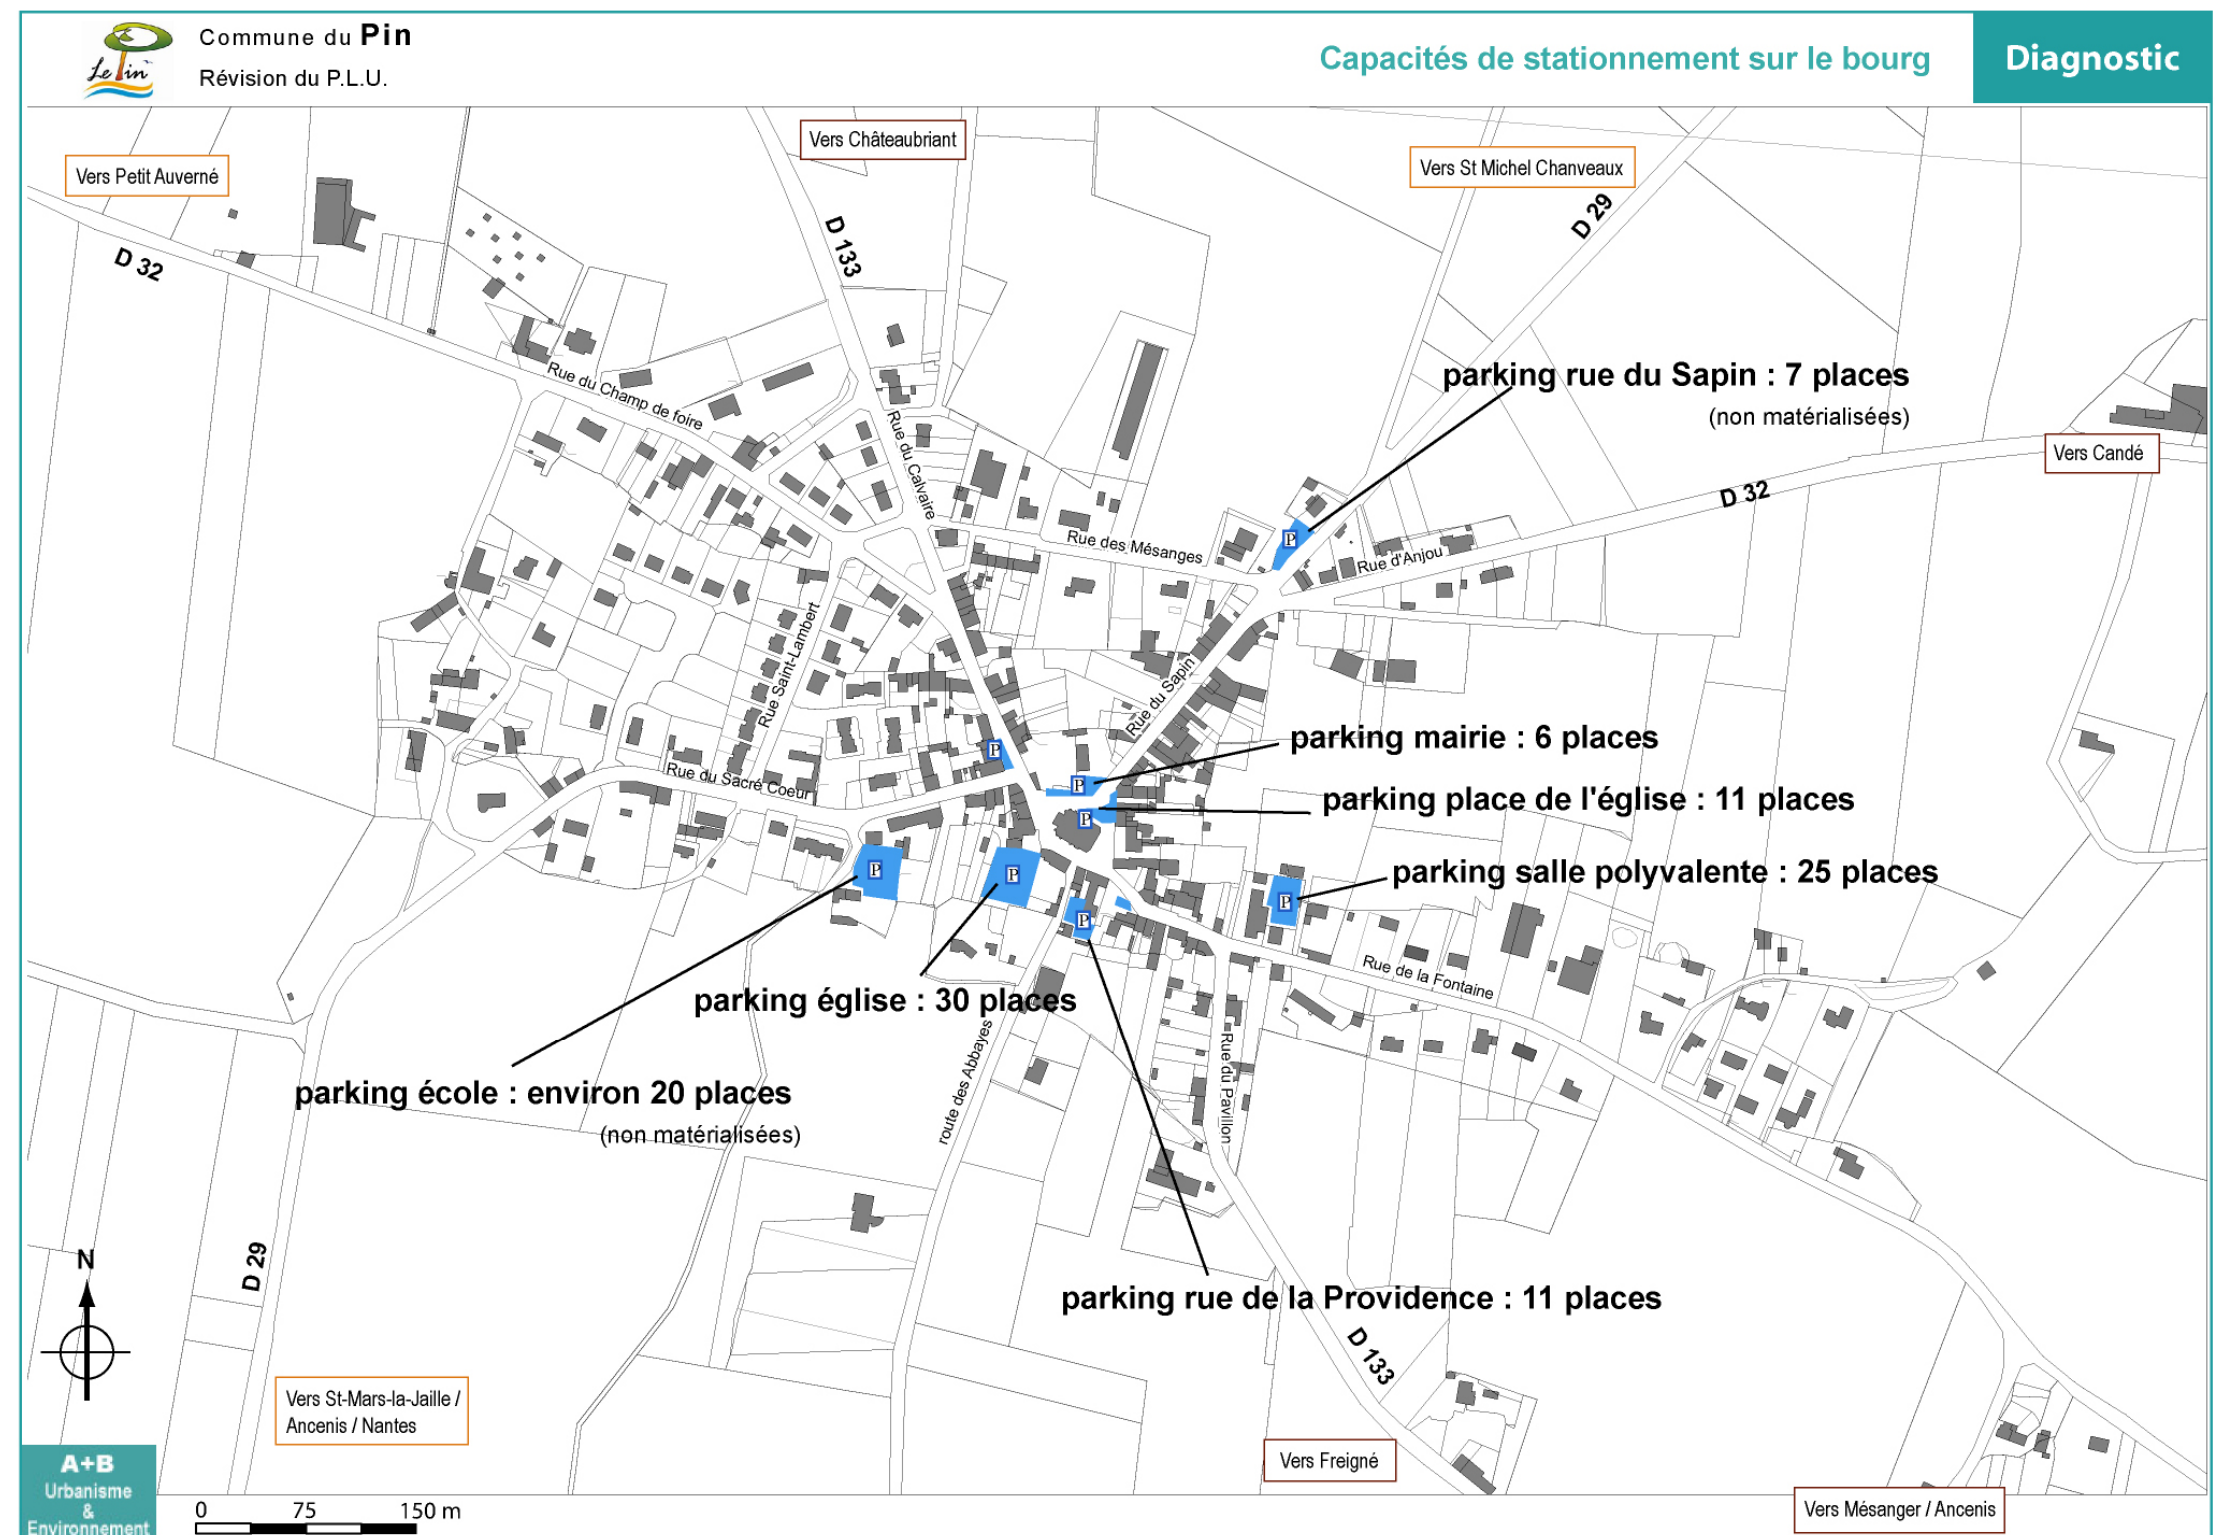 Le Pin
Commune du Pin
Révision du P.L.U.
Capacités de stationnement sur le bourg
Diagnostic
Vers Châteaubriant
Vers Petit Auverné
Vers St Michel Chanveaux
D 29
D 133
D 32
parking rue du Sapin : 7 places
(non matérialisées)
Rue du Champ de foire
Rue du Calvaire
Vers Candé
D 32
Rue des Mésanges
P
Rue d'Anjou
Rue Saint-Lambert
Rue du Sapin
parking mairie : 6 places
P
Rue du Sacré Coeur
P
parking place de l'église : 11 places
P
parking salle polyvalente : 25 places
P
P
P
P
Rue de la Fontaine
parking église : 30 places
route des Abbayes
Rue du Pavillon
parking école : environ 20 places
(non matérialisées)
N
D 29
parking rue de la Providence : 11 places
D 133
Vers St-Mars-la-Jaille /
Ancenis / Nantes
Vers Freigné
A+B
Urbanisme
&
Environnement
0 75 150 m
Vers Mésanger / Ancenis